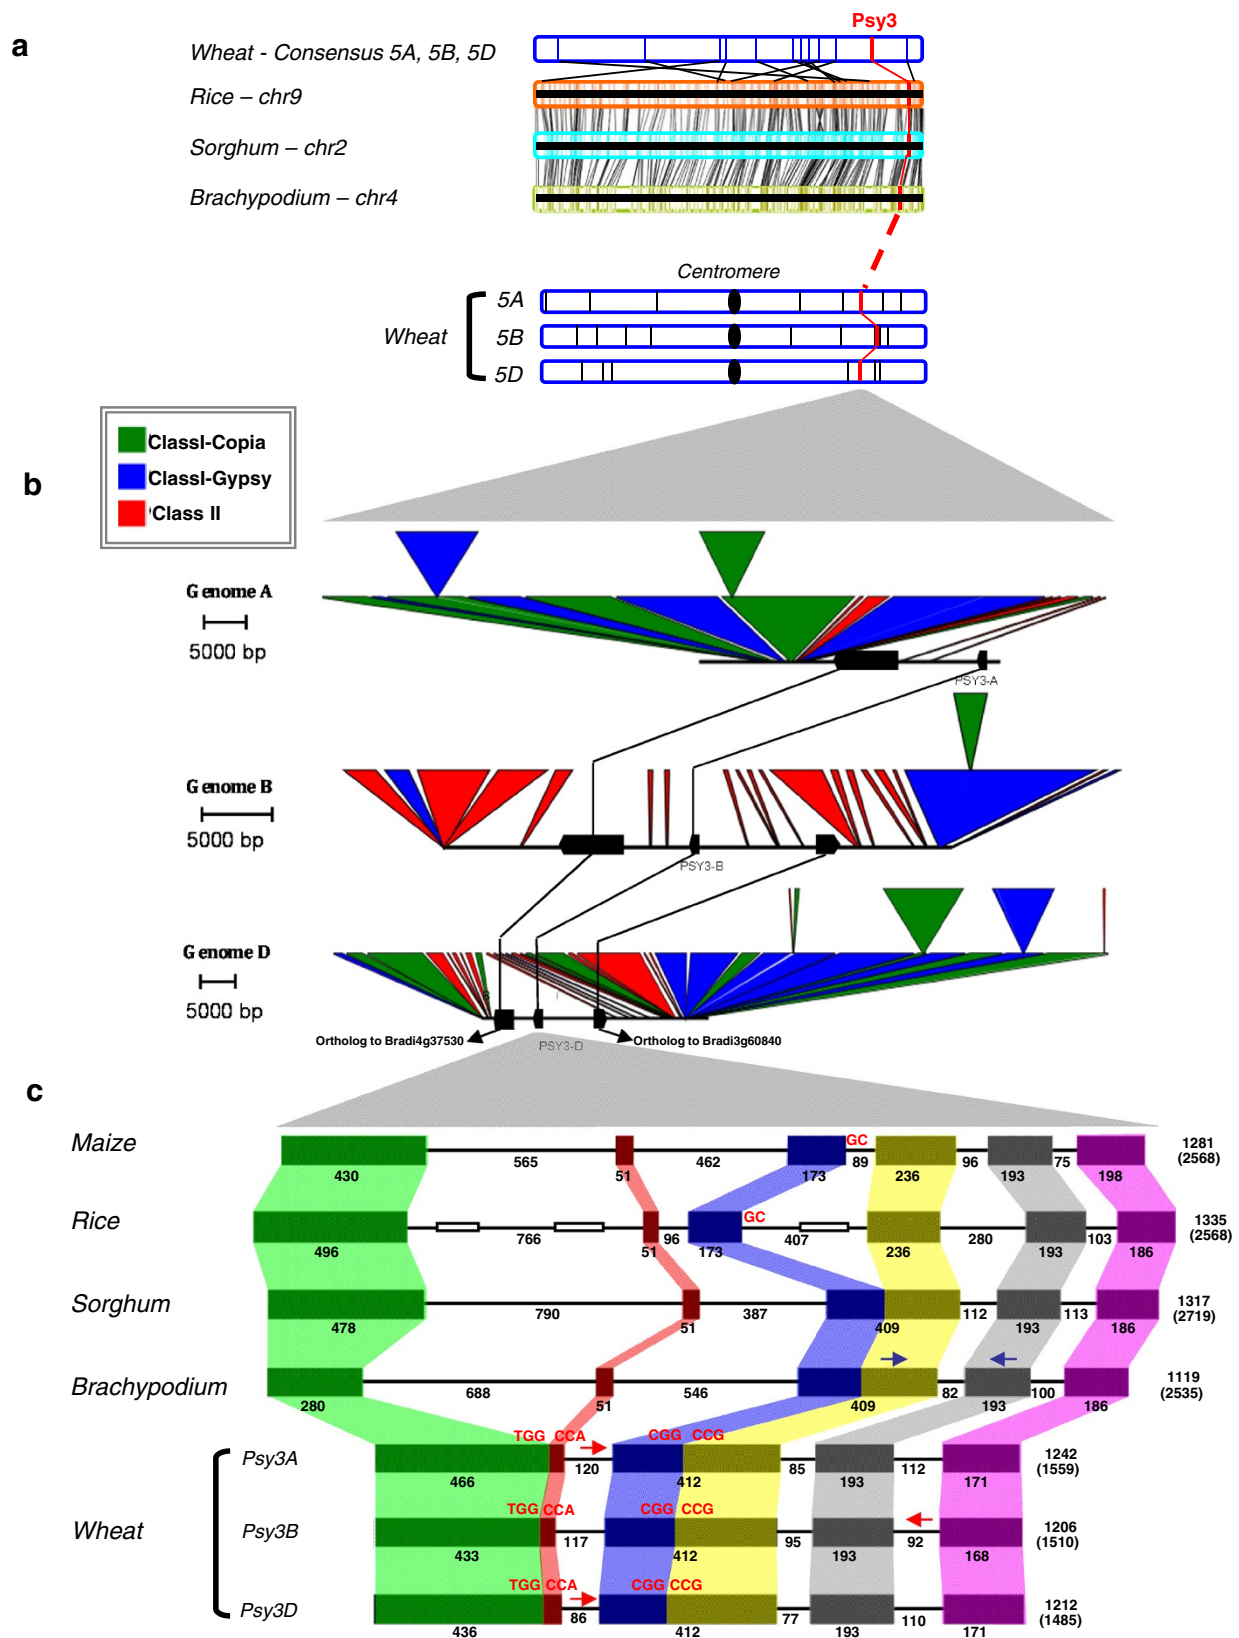 a
Psy3
Wheat - Consensus 5A, 5B, 5D
Rice – chr9
Sorghum – chr2
Brachypodium – chr4
Centromere
Wheat
5A
5B
5D
b
ClassI-Copia
ClassI-Gypsy
Class II
Genome A
5000 bp
PSY3-A
Genome B
5000 bp
PSY3-B
Genome D
5000 bp
Ortholog to Bradi4g37530
PSY3-D
Ortholog to Bradi3g60840
c
Maize
430 565 51 462 173 GC 89 236 96 193 75 198
1281
(2568)
Rice
496 766 51 96 173 GC 407 236 280 193 103 186
1335
(2568)
Sorghum
478 790 51 387 409 112 193 113 186
1317
(2719)
Brachypodium
280 688 51 546 409 82 193 100 186
1119
(2535)
Wheat
TGG CCA CGG CCG
Psy3A
466 120 412 85 193 112 171
1242
(1559)
TGG CCA CGG CCG
Psy3B
433 117 412 95 193 92 168
1206
(1510)
TGG CCA CGG CCG
Psy3D
436 86 412 77 193 110 171
1212
(1485)